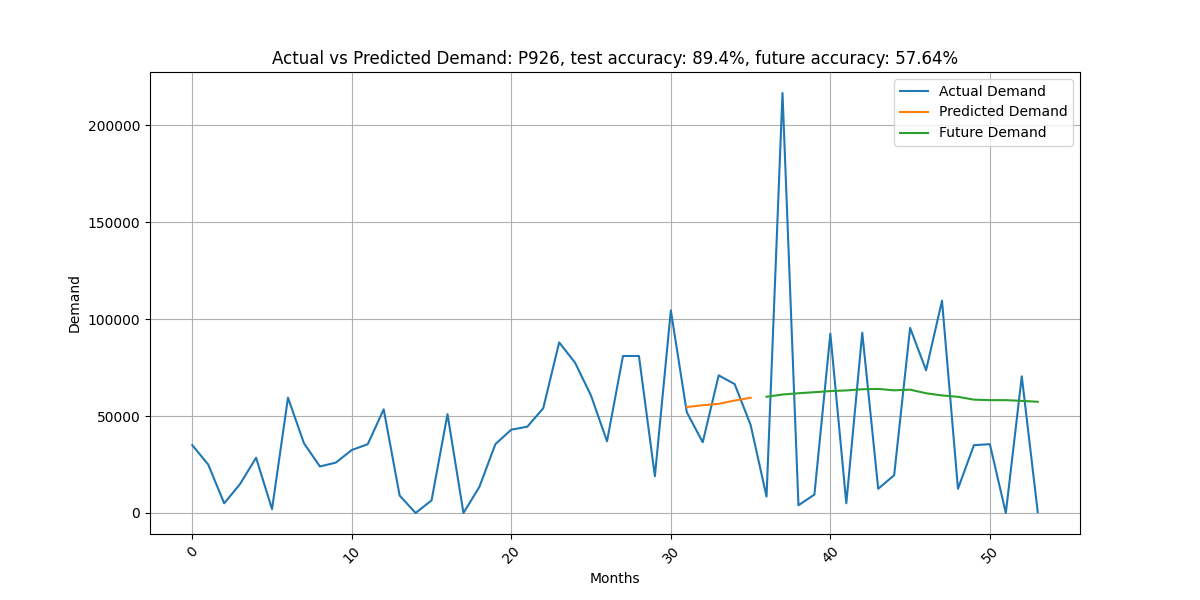 Actual vs Predicted Demand: P926, test accuracy: 89.4%, future accuracy: 57.64%
Actual Demand
Predicted Demand
Future Demand
200000
150000
100000
50000
0
Demand
0 10 20 30 40 50
Months